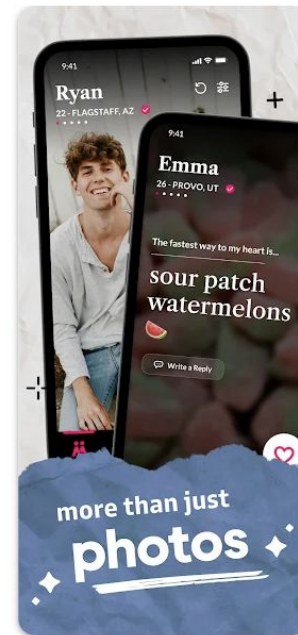 9:41
Ryan
22 - FLAGSTAFF, AZ
9:41
Emma
26 - PROVO, UT
The fastest way to my heart is...
sour patch
watermelons
🍉
Write a Reply
more than just
photos